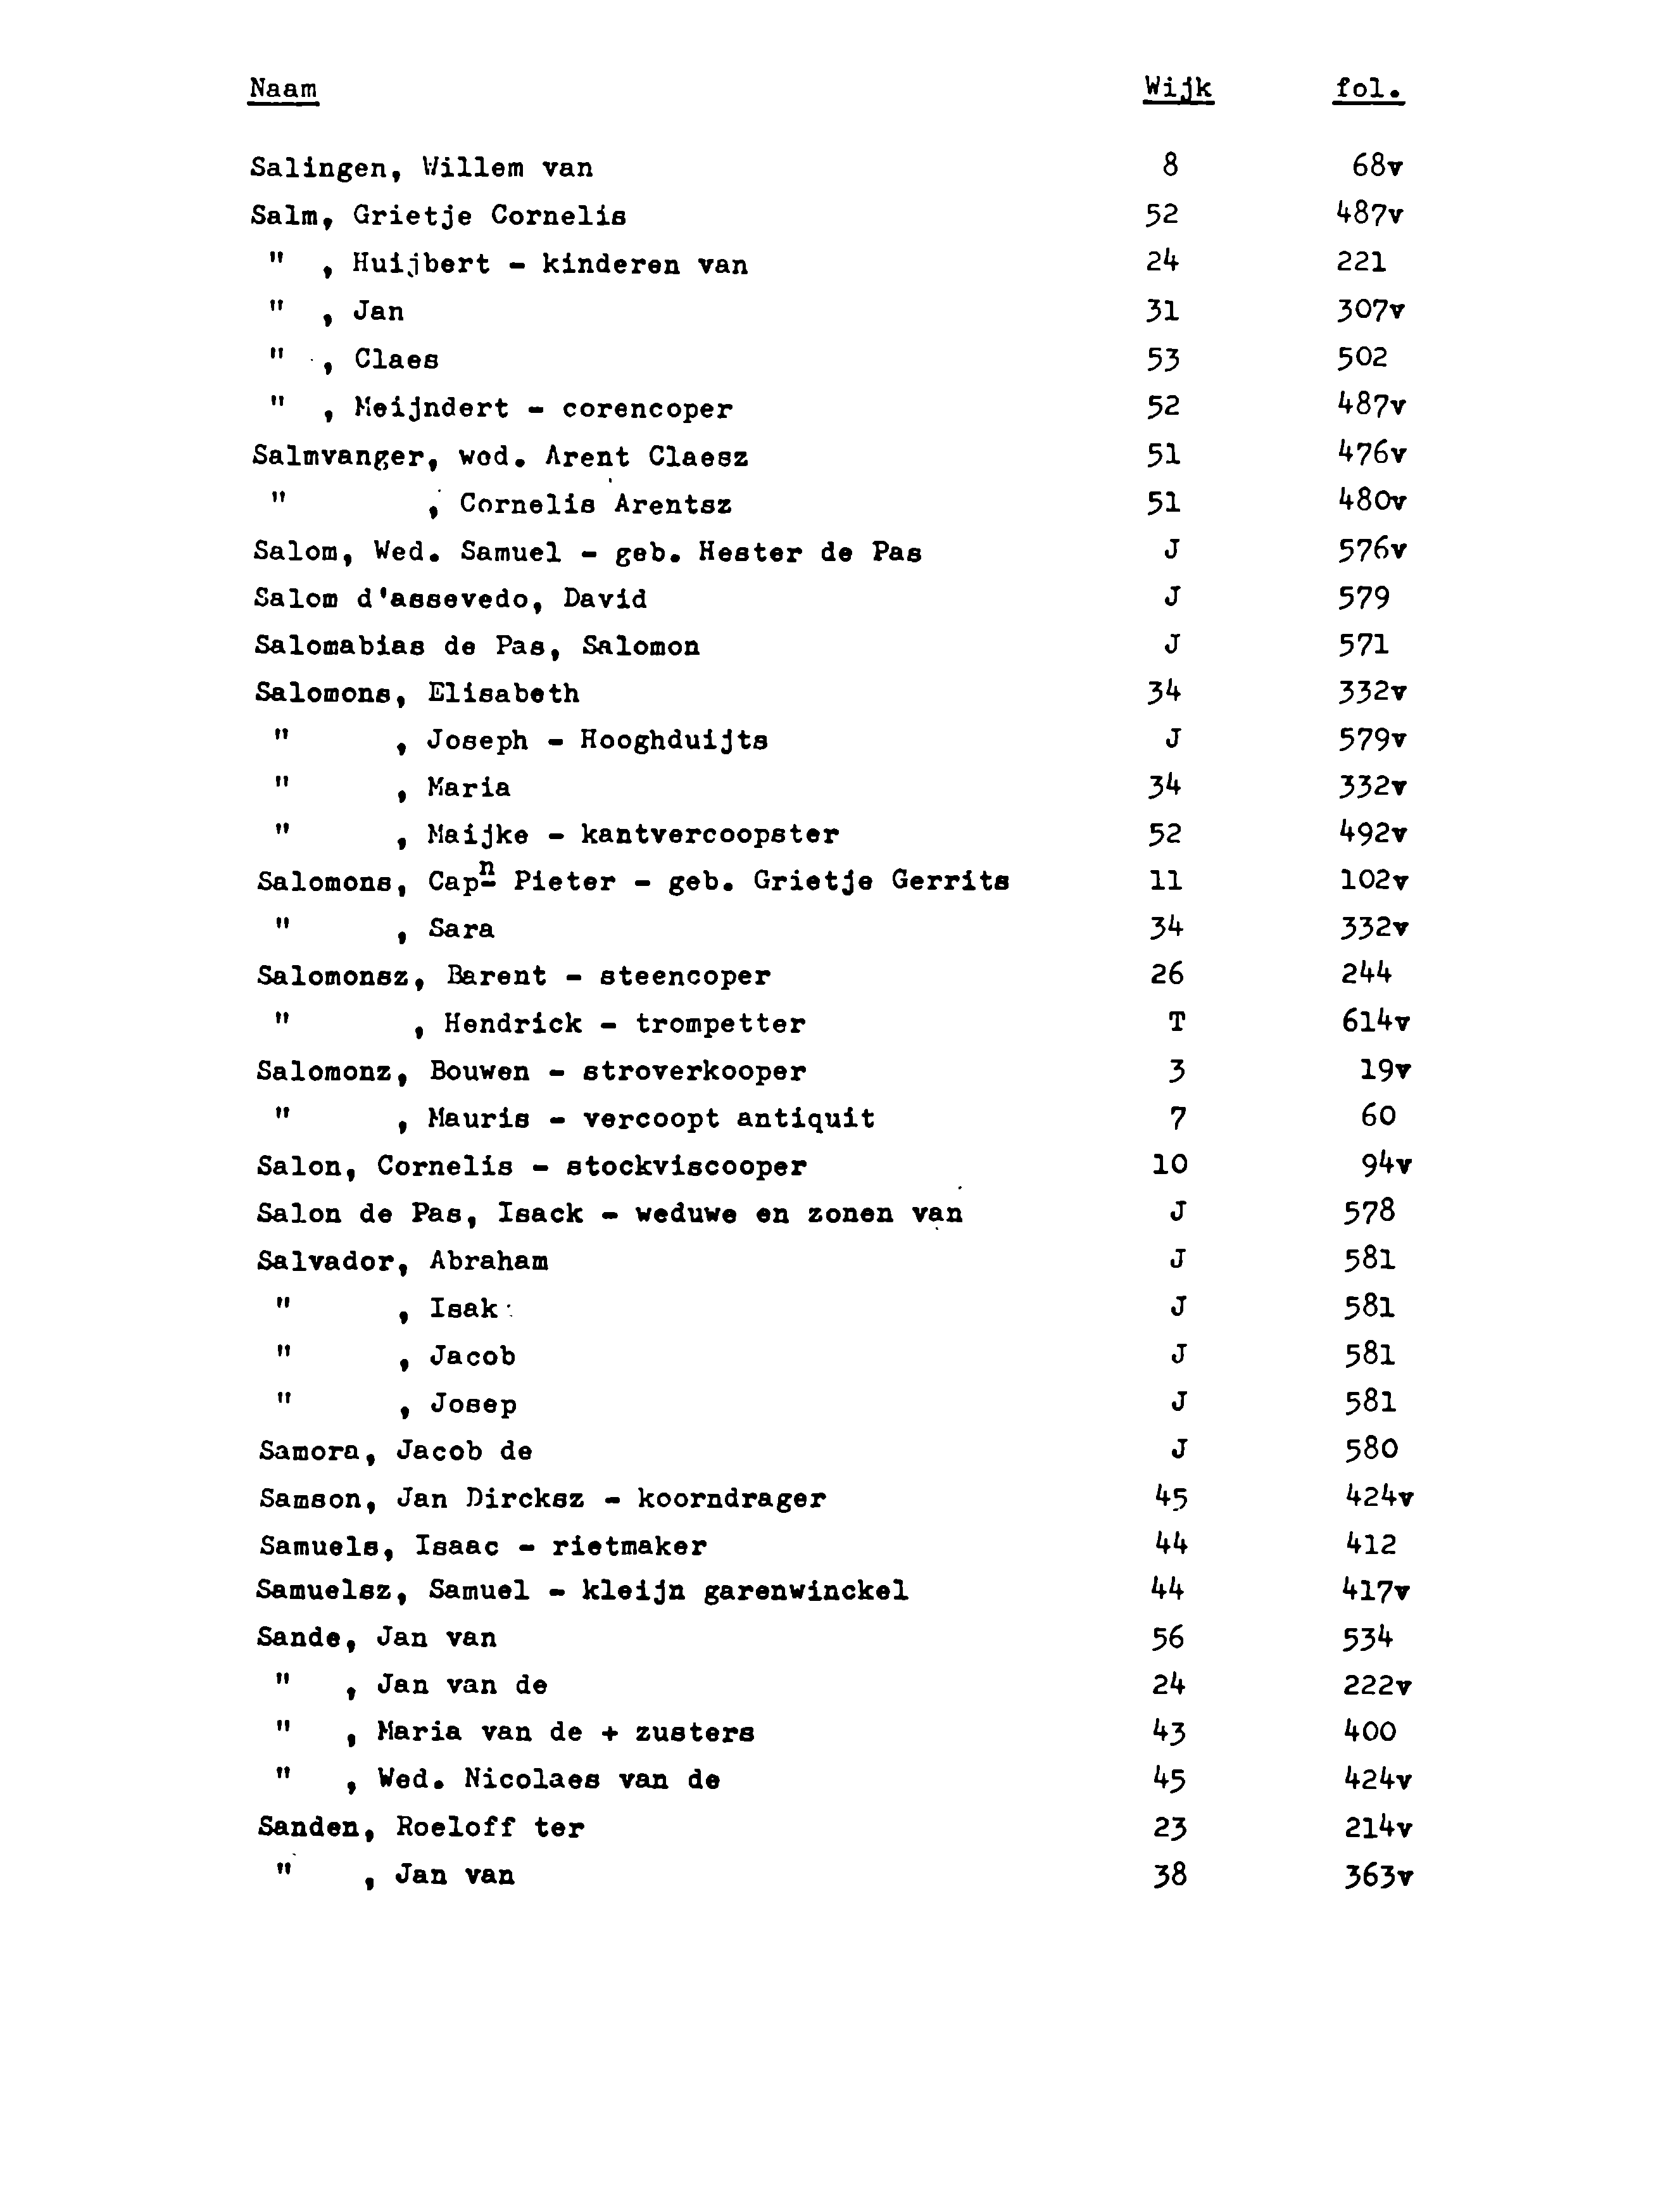 Naam Wijk fol.
Salingen, Willem van 8 68v
Salm, Grietje Cornelis 52 487v
" , Huijbert - kinderen van 24 221
" , Jan 31 307v
" , Claes 53 502
" , Meijndert - corencoper 52 487v
Salmvanger, wod. Arent Claesz 51 476v
" , Cornelis Arentsz 51 480v
Salom, Wed. Samuel - geb. Hester de Pas J 576v
Salom d'assevedo, David J 579
Salomabias de Pas, Salomon J 571
Salomons, Elisabeth 34 332v
" , Joseph - Hooghduijts J 579v
" , Maria 34 332v
" , Maijke - kantvercoopster 52 492v
Salomons, Capⁿ Pieter - geb. Grietje Gerrits 11 102v
" , Sara 34 332v
Salomonsz, Barent - steencoper 26 244
" , Hendrick - trompetter T 614v
Salomonz, Bouwen - stroverkooper 3 19v
" , Mauris - vercoopt antiquit 7 60
Salon, Cornelis - stockviscooper 10 94v
Salon de Pas, Isack - weduwe en zonen van J 578
Salvador, Abraham J 581
" , Isak J 581
" , Jacob J 581
" , Josep J 581
Samora, Jacob de J 580
Samson, Jan Dircksz - koorndrager 45 424v
Samuels, Isaac - rietmaker 44 412
Samuelsz, Samuel - kleijn garenwinckel 44 417v
Sande, Jan van 56 534
" , Jan van de 24 222v
" , Maria van de + zusters 43 400
" , Wed. Nicolaes van de 45 424v
Sanden, Roeloff ter 23 214v
" , Jan van 38 363v